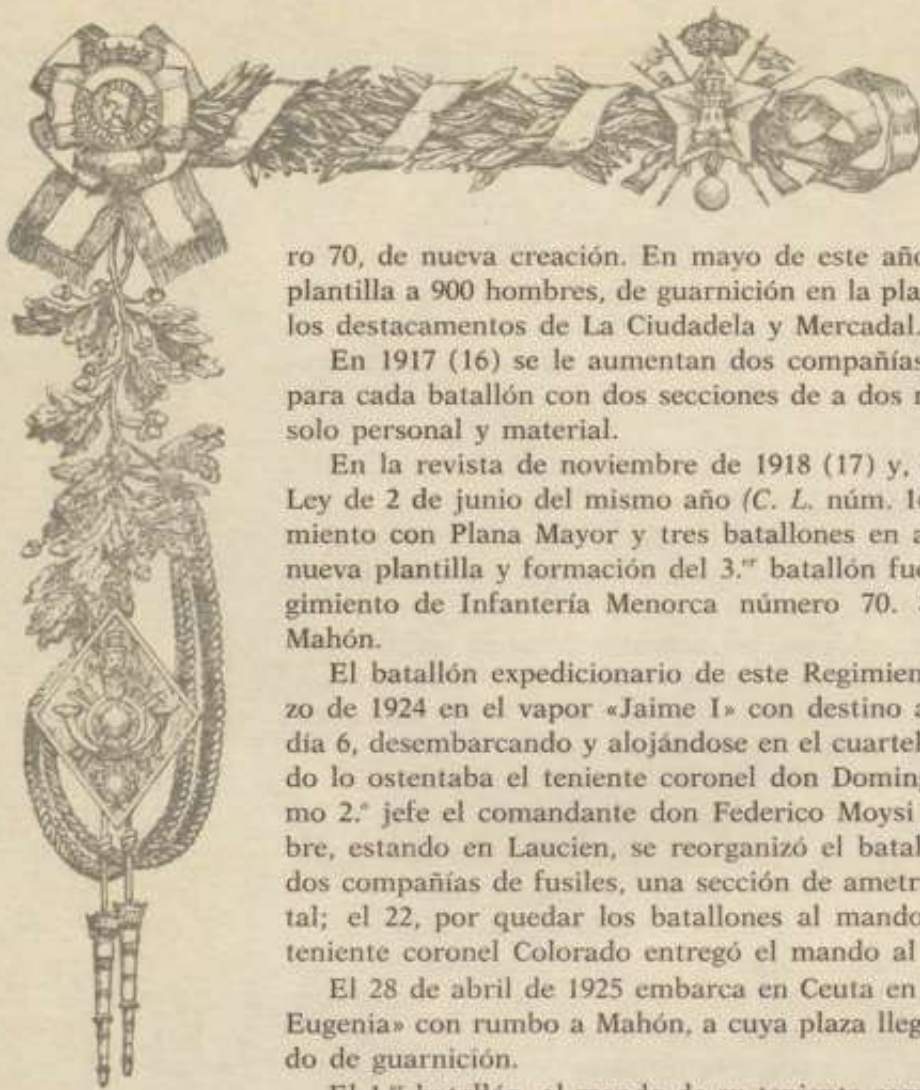 ro 70, de nueva creación. En mayo de este año
plantilla a 900 hombres, de guarnición en la pla
los destacamentos de La Ciudadela y Mercadal.
En 1917 (16) se le aumentan dos compañías
para cada batallón con dos secciones de a dos
solo personal y material.
En la revista de noviembre de 1918 (17) y,
Ley de 2 de junio del mismo año (C. L. núm. 1
miento con Plana Mayor y tres batallones en a
nueva plantilla y formación del 3.er batallón fue
gimiento de Infantería Menorca número 70.
Mahón.
El batallón expedicionario de este Regimien
zo de 1924 en el vapor «Jaime I» con destino a
día 6, desembarcando y alojándose en el cuartel
do lo ostentaba el teniente coronel don Domin
mo 2.º jefe el comandante don Federico Moysi
bre, estando en Laucien, se reorganizó el batal
dos compañías de fusiles, una sección de ametr
tal; el 22, por quedar los batallones al mando
teniente coronel Colorado entregó el mando al
El 28 de abril de 1925 embarca en Ceuta en
Eugenia» con rumbo a Mahón, a cuya plaza lleg
do de guarnición.